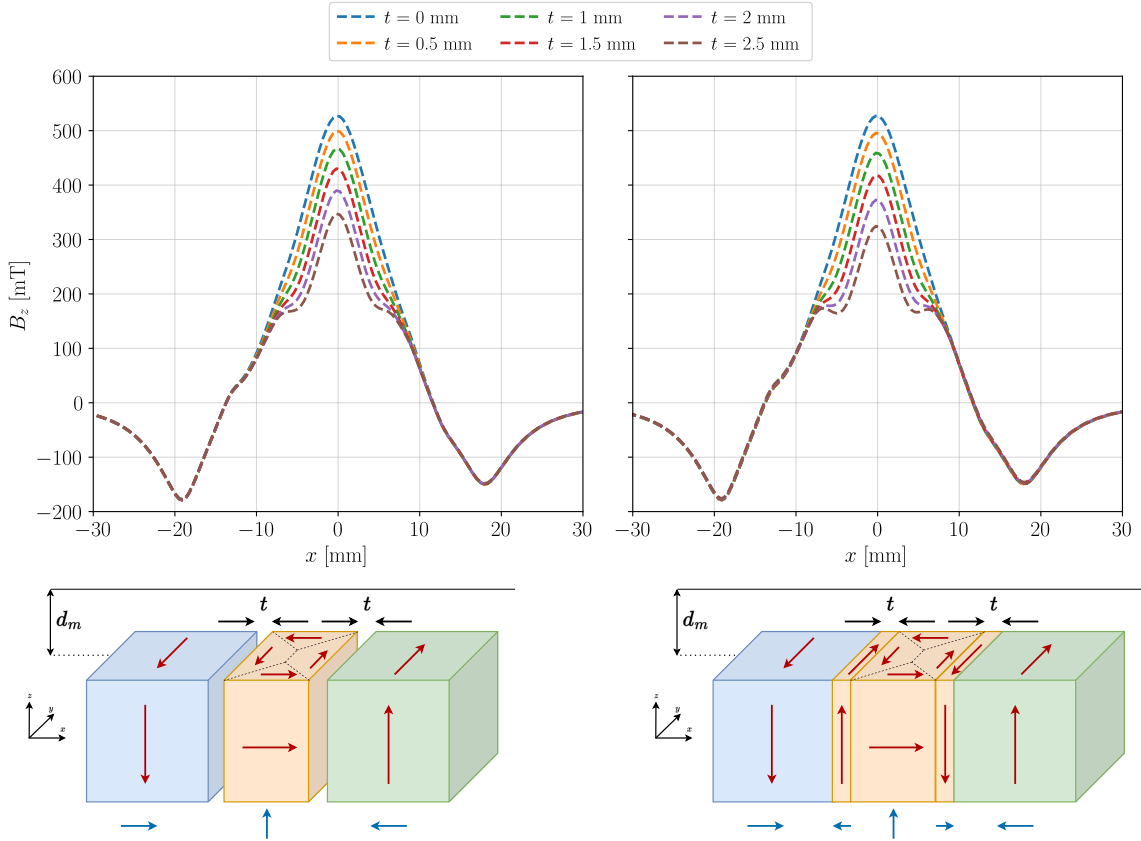 t = 0 mm t = 1 mm t = 2 mm
t = 0.5 mm t = 1.5 mm t = 2.5 mm
600
500
400
300
200
100
0
−100
−200
B_z [mT]
−30 −20 −10 0 10 20 30
x [mm]
−30 −20 −10 0 10 20 30
x [mm]
d_m
t t
z
y
x
d_m
t t
z
y
x